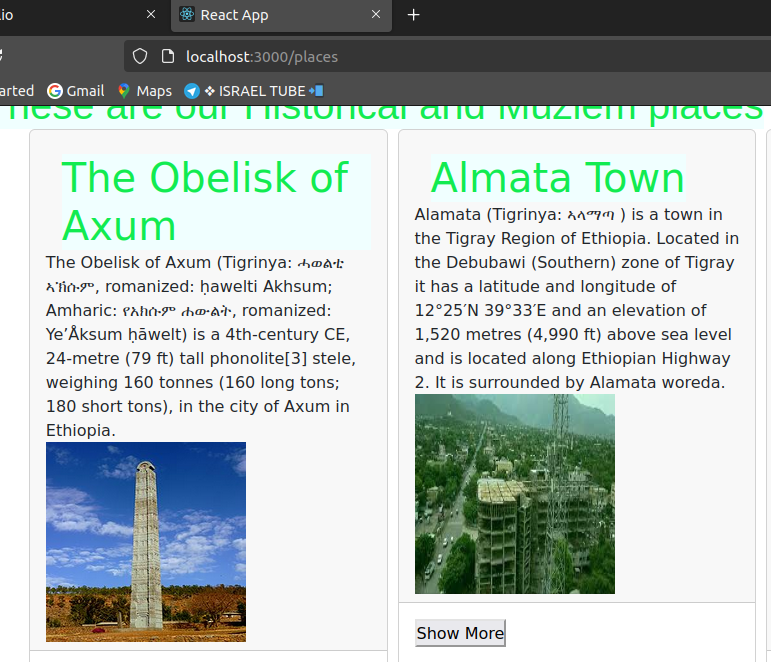 io
React App
localhost:3000/places
arted
Gmail
Maps
❖ ISRAEL TUBE
These are our Historical and Muziem places
The Obelisk of
Axum
The Obelisk of Axum (Tigrinya: ሓወልቲ
ኣኽሱም, romanized: ḥawelti Akhsum;
Amharic: የአክሱም ሐውልት, romanized:
Ye’Åksum ḥāwelt) is a 4th-century CE,
24-metre (79 ft) tall phonolite[3] stele,
weighing 160 tonnes (160 long tons;
180 short tons), in the city of Axum in
Ethiopia.
Almata Town
Alamata (Tigrinya: ኣላማጣ ) is a town in
the Tigray Region of Ethiopia. Located in
the Debubawi (Southern) zone of Tigray
it has a latitude and longitude of
12°25′N 39°33′E and an elevation of
1,520 metres (4,990 ft) above sea level
and is located along Ethiopian Highway
2. It is surrounded by Alamata woreda.
Show More